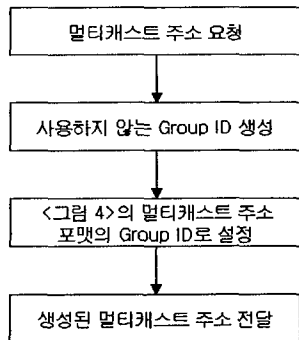 멀티캐스트 주소 요청
사용하지 않는 Group ID 생성
<그림 4>의 멀티캐스트 주소
포맷의 Group ID로 설정
생성된 멀티캐스트 주소 전달